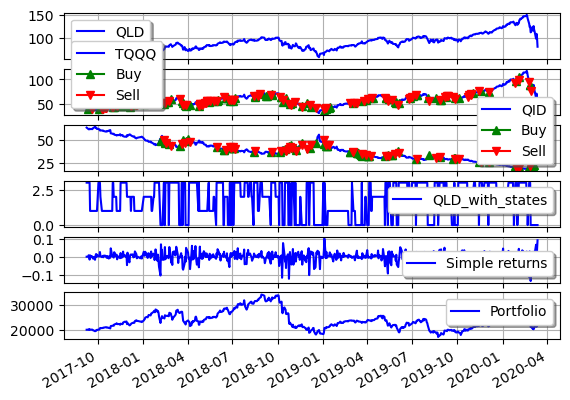 150
100
QLD
TQQQ
Buy
Sell
100
50
QID
Buy
Sell
50
25
2.5
0.0
QLD_with_states
0.1
0.0
−0.1
Simple returns
30000
20000
Portfolio
2017-10 2018-01 2018-04 2018-07 2018-10 2019-01 2019-04 2019-07 2019-10 2020-01 2020-04